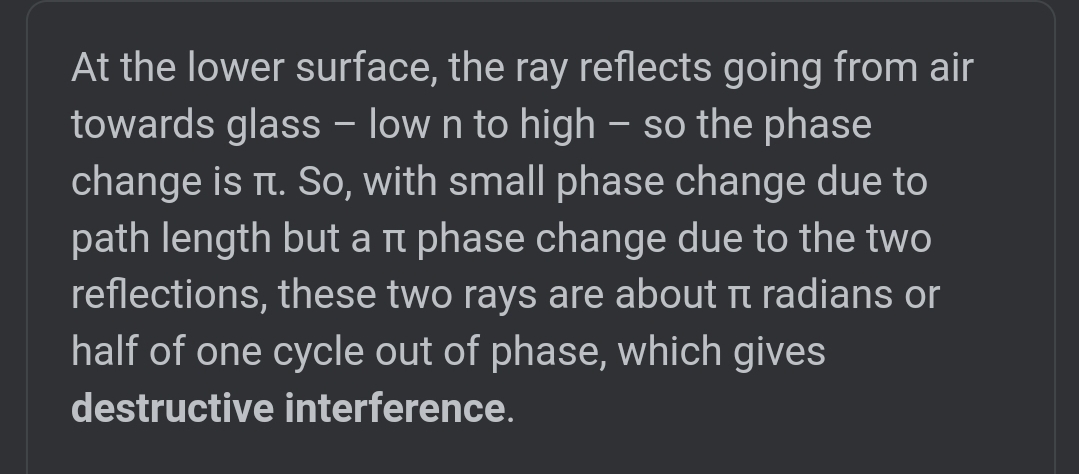 At the lower surface, the ray reflects going from air
towards glass – low n to high – so the phase
change is π. So, with small phase change due to
path length but a π phase change due to the two
reflections, these two rays are about π radians or
half of one cycle out of phase, which gives
destructive interference.